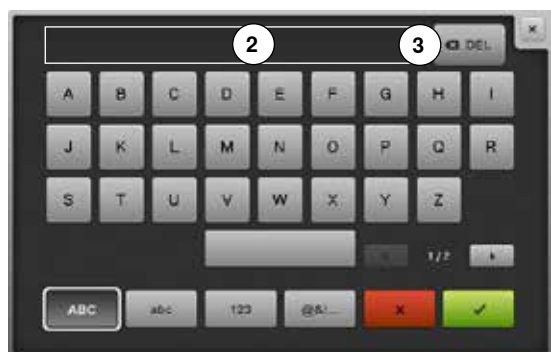 2 3 DEL ×
A B C D E F G H I
J K L M N O P Q R
S T U V W X Y Z
1/2
ABC abc 123 @&!... × ✓